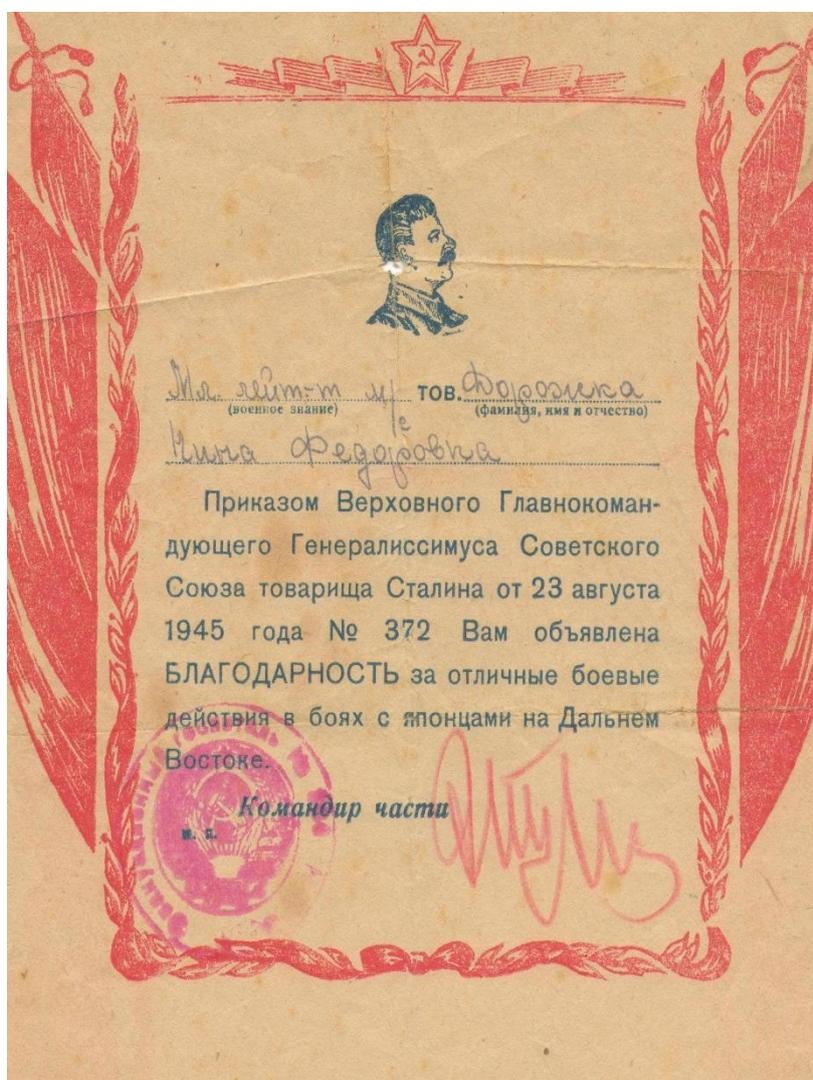 Мл. лейт-т м/с тов. Дорожка
(военное звание) (фамилия, имя и отчество)
Нина Федоровна
Приказом Верховного Главнокоман-
дующего Генералиссимуса Советского
Союза товарища Сталина от 23 августа
1945 года № 372 Вам объявлена
БЛАГОДАРНОСТЬ за отличные боевые
действия в боях с японцами на Дальнем
Востоке.
Командир части
м. п.
госпиталь №